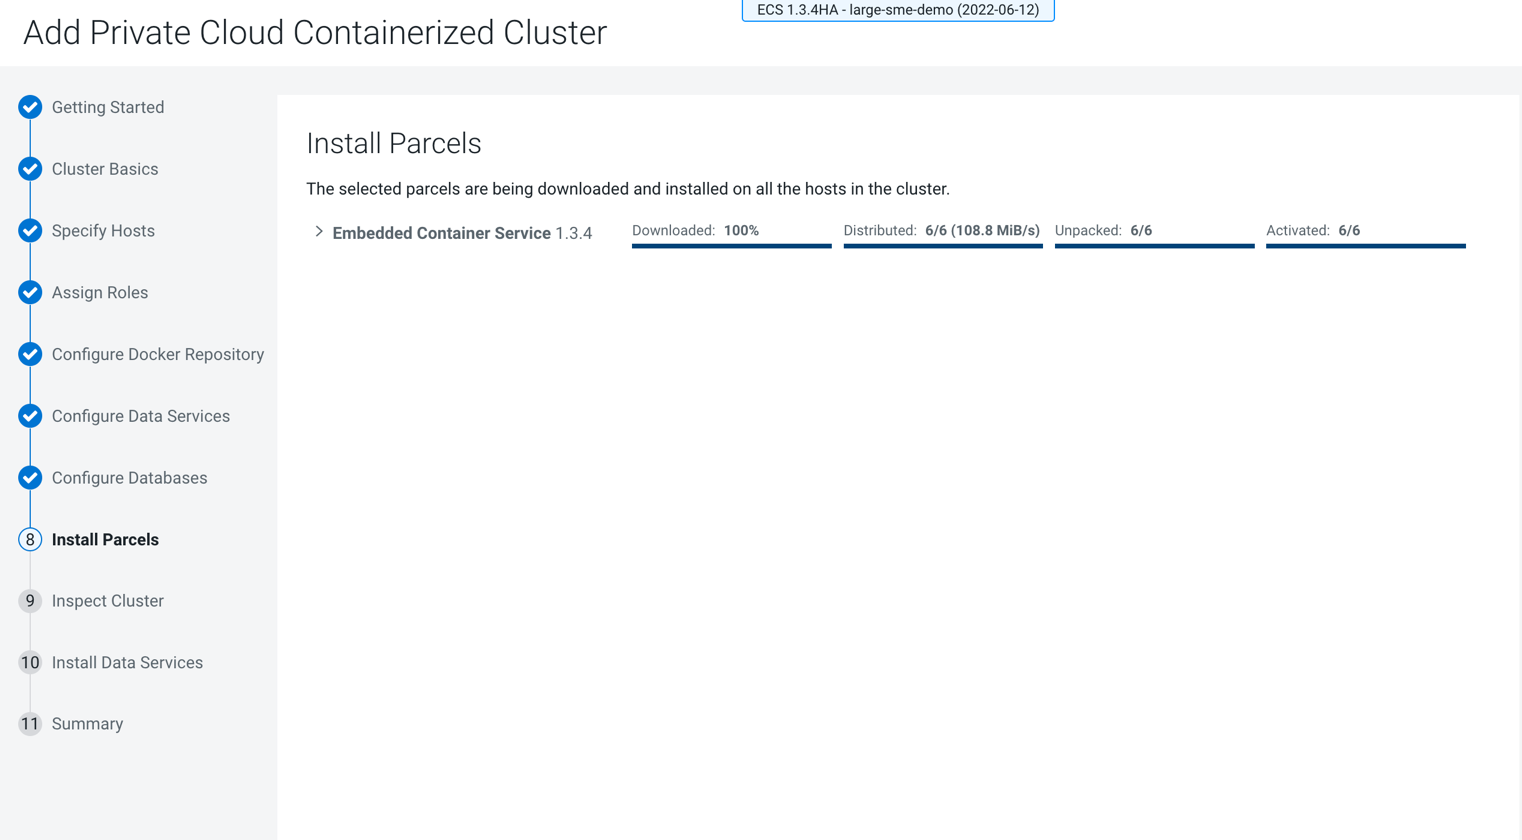 ECS 1.3.4HA - large-sme-demo (2022-06-12)
Add Private Cloud Containerized Cluster
Getting Started
Cluster Basics
Specify Hosts
Assign Roles
Configure Docker Repository
Configure Data Services
Configure Databases
8 Install Parcels
9 Inspect Cluster
10 Install Data Services
11 Summary
Install Parcels
The selected parcels are being downloaded and installed on all the hosts in the cluster.
Embedded Container Service 1.3.4 Downloaded: 100% Distributed: 6/6 (108.8 MiB/s) Unpacked: 6/6 Activated: 6/6